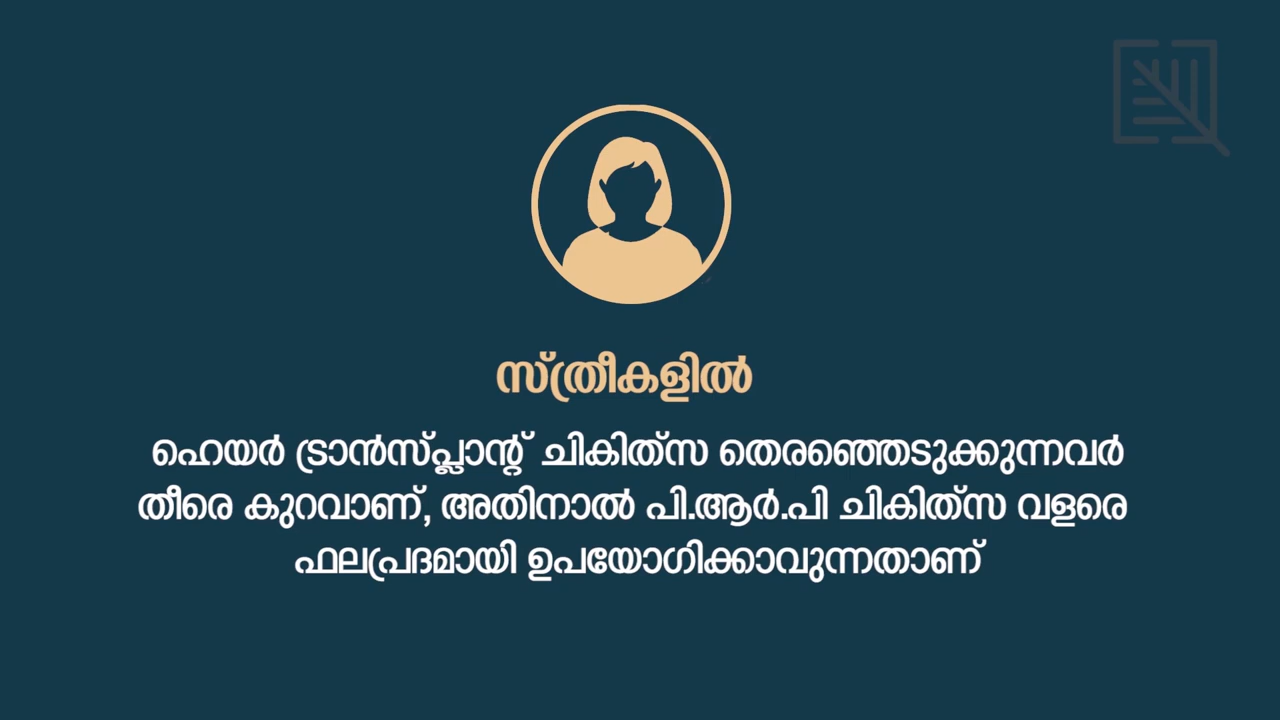 സ്ത്രീകളിൽ
ഹെയർ ട്രാൻസ്പ്ലാന്റ് ചികിത്സ തെരഞ്ഞെടുക്കുന്നവർ
തീരെ കുറവാണ്, അതിനാൽ പി.ആർ.പി ചികിത്സ വളരെ
ഫലപ്രദമായി ഉപയോഗിക്കാവുന്നതാണ്